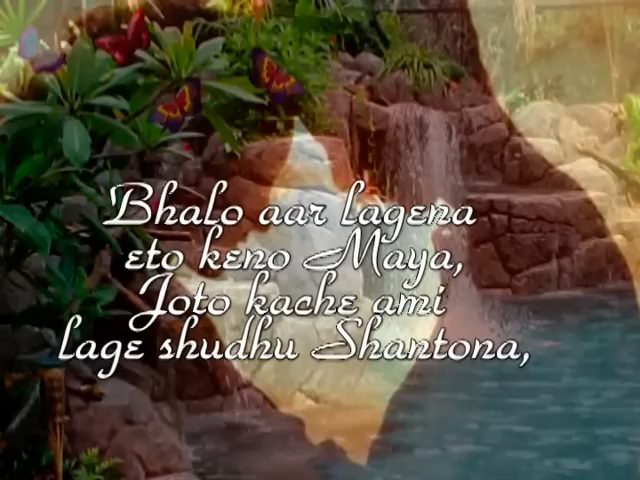 Bhalo aar lagena
eto keno Maya,
Joto kache ami
lage shudhu Shantona,